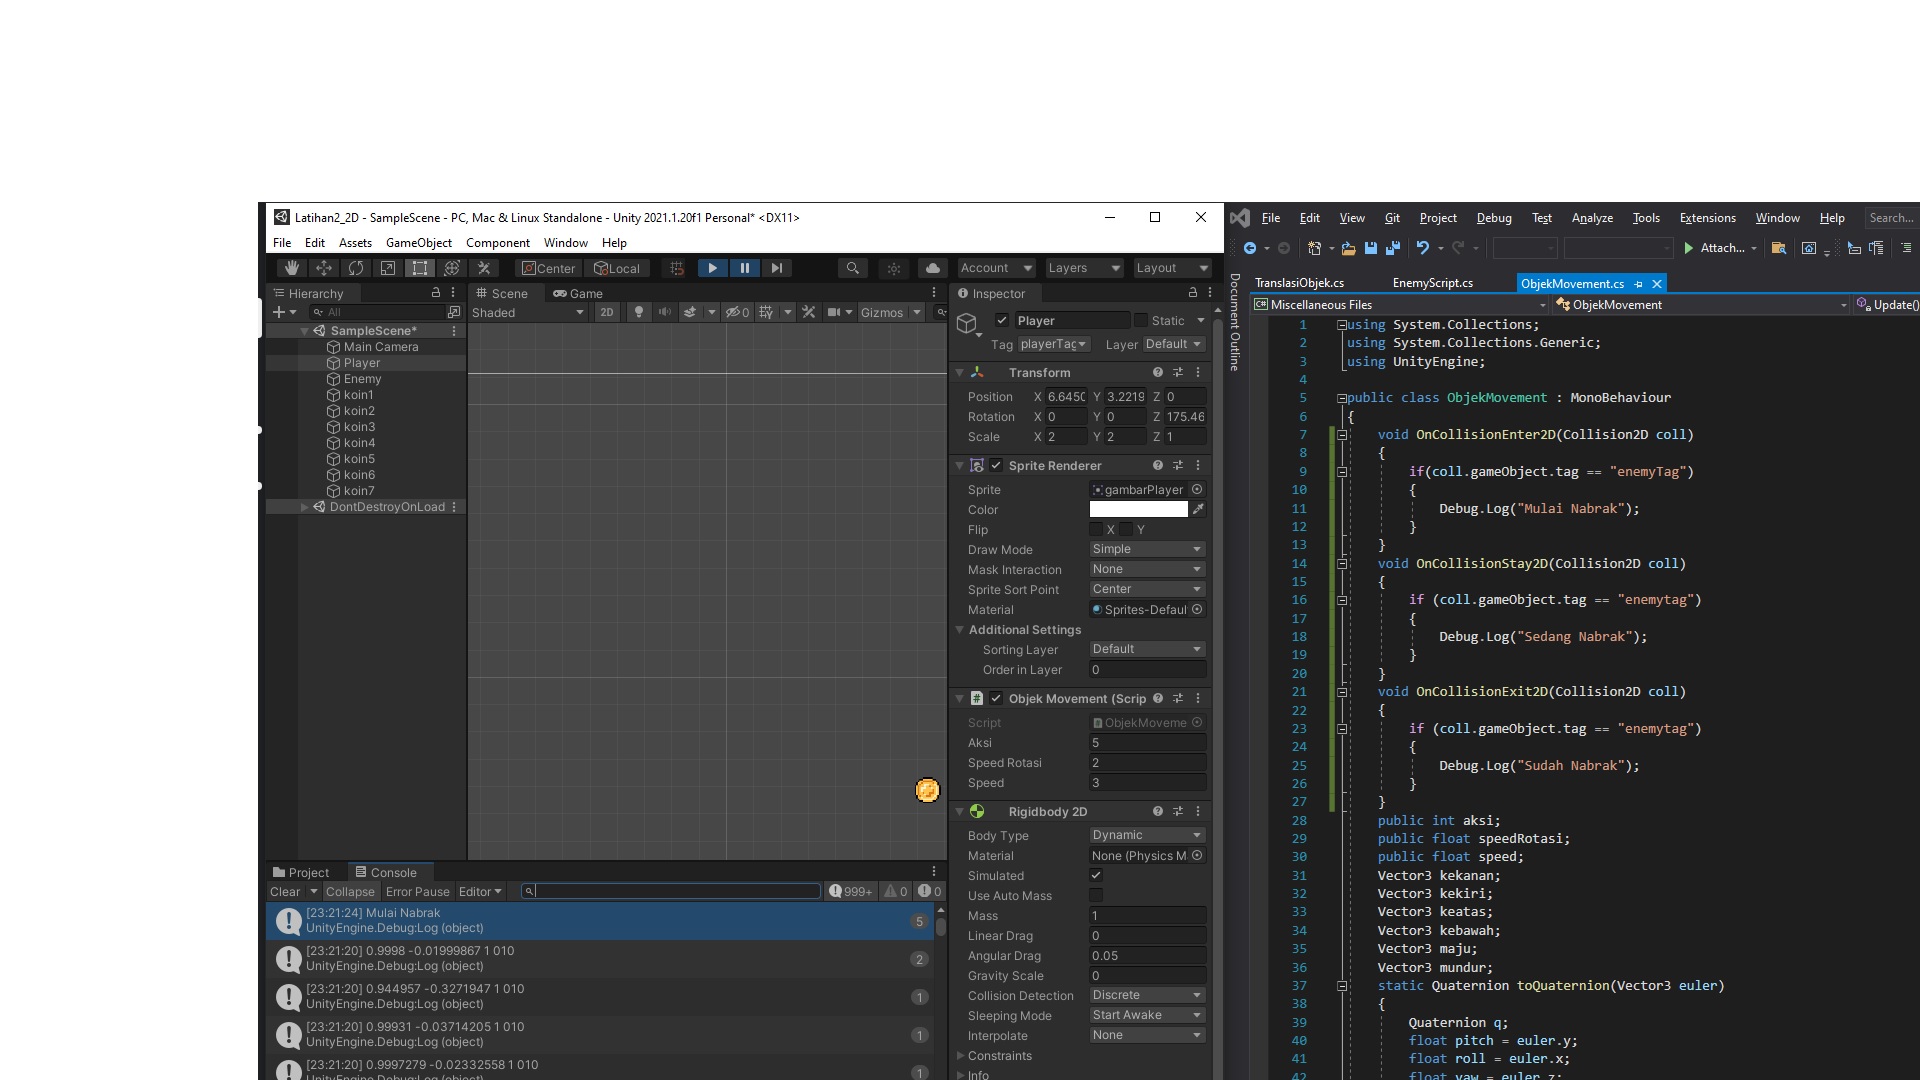 Latihan2_2D - SampleScene - PC, Mac & Linux Standalone - Unity 2021.1.20f1 Personal* <DX11>
File Edit Assets GameObject Component Window Help
Center Local Account Layers Layout
Hierarchy
All
SampleScene*
Main Camera
Player
Enemy
koin1
koin2
koin3
koin4
koin5
koin6
koin7
DontDestroyOnLoad
Scene Game
Shaded 2D 0 Gizmos
Inspector
Player Static
Tag playerTag Layer Default
Transform
Position X 6.6450 Y 3.2219 Z 0
Rotation X 0 Y 0 Z 175.46
Scale X 2 Y 2 Z 1
Sprite Renderer
Sprite gambarPlayer
Color
Flip X Y
Draw Mode Simple
Mask Interaction None
Sprite Sort Point Center
Material Sprites-Defaul
Additional Settings
Sorting Layer Default
Order in Layer 0
Objek Movement (Scrip
Script ObjekMoveme
Aksi 5
Speed Rotasi 2
Speed 3
Rigidbody 2D
Body Type Dynamic
Material None (Physics M
Simulated
Use Auto Mass
Mass 1
Linear Drag 0
Angular Drag 0.05
Gravity Scale 0
Collision Detection Discrete
Sleeping Mode Start Awake
Interpolate None
Constraints
Info
Project Console
Clear Collapse Error Pause Editor 999+ 0 0
[23:21:24] Mulai Nabrak
UnityEngine.Debug:Log (object)
5
[23:21:20] 0.9998 -0.01999867 1 010
UnityEngine.Debug:Log (object)
2
[23:21:20] 0.944957 -0.3271947 1 010
UnityEngine.Debug:Log (object)
1
[23:21:20] 0.99931 -0.03714205 1 010
UnityEngine.Debug:Log (object)
1
[23:21:20] 0.9997279 -0.02332558 1 010
UnityEngine.Debug:Log (object)
1
File Edit View Git Project Debug Test Analyze Tools Extensions Window Help Search...
Attach...
Document Outline
TranslasiObjek.cs EnemyScript.cs ObjekMovement.cs
Miscellaneous Files ObjekMovement Update()
1 using System.Collections;
2 using System.Collections.Generic;
3 using UnityEngine;
4
5 public class ObjekMovement : MonoBehaviour
6 {
7 void OnCollisionEnter2D(Collision2D coll)
8 {
9 if(coll.gameObject.tag == "enemyTag")
10 {
11 Debug.Log("Mulai Nabrak");
12 }
13 }
14 void OnCollisionStay2D(Collision2D coll)
15 {
16 if (coll.gameObject.tag == "enemytag")
17 {
18 Debug.Log("Sedang Nabrak");
19 }
20 }
21 void OnCollisionExit2D(Collision2D coll)
22 {
23 if (coll.gameObject.tag == "enemytag")
24 {
25 Debug.Log("Sudah Nabrak");
26 }
27 }
28 public int aksi;
29 public float speedRotasi;
30 public float speed;
31 Vector3 kekanan;
32 Vector3 kekiri;
33 Vector3 keatas;
34 Vector3 kebawah;
35 Vector3 maju;
36 Vector3 mundur;
37 static Quaternion toQuaternion(Vector3 euler)
38 {
39 Quaternion q;
40 float pitch = euler.y;
41 float roll = euler.x;
42 float yaw = euler.z;